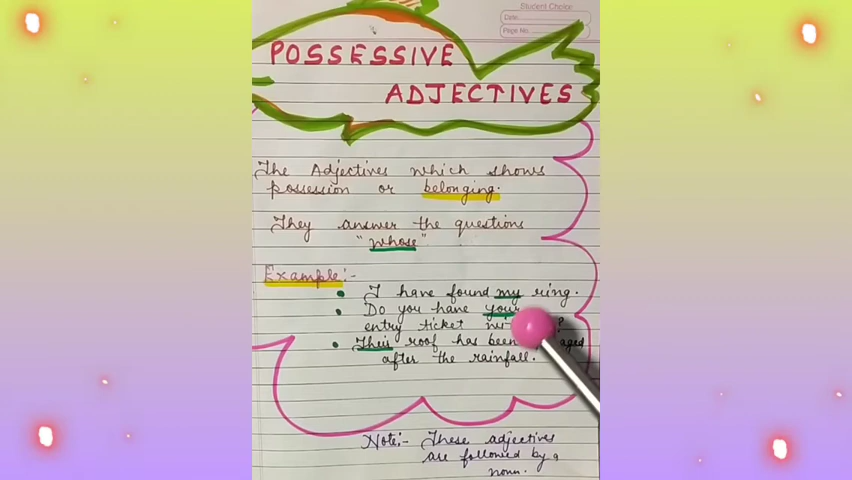 Student Choice
Date:
Page No.
POSSESSIVE
ADJECTIVES
The Adjectives which shows
possession or belonging.
They answer the questions
"whose"
Example:-
I have found my ring.
Do you have your
entry ticket
Their roof has been
after the rainfall.
Note:- These adjectives
are followed by a
noun.